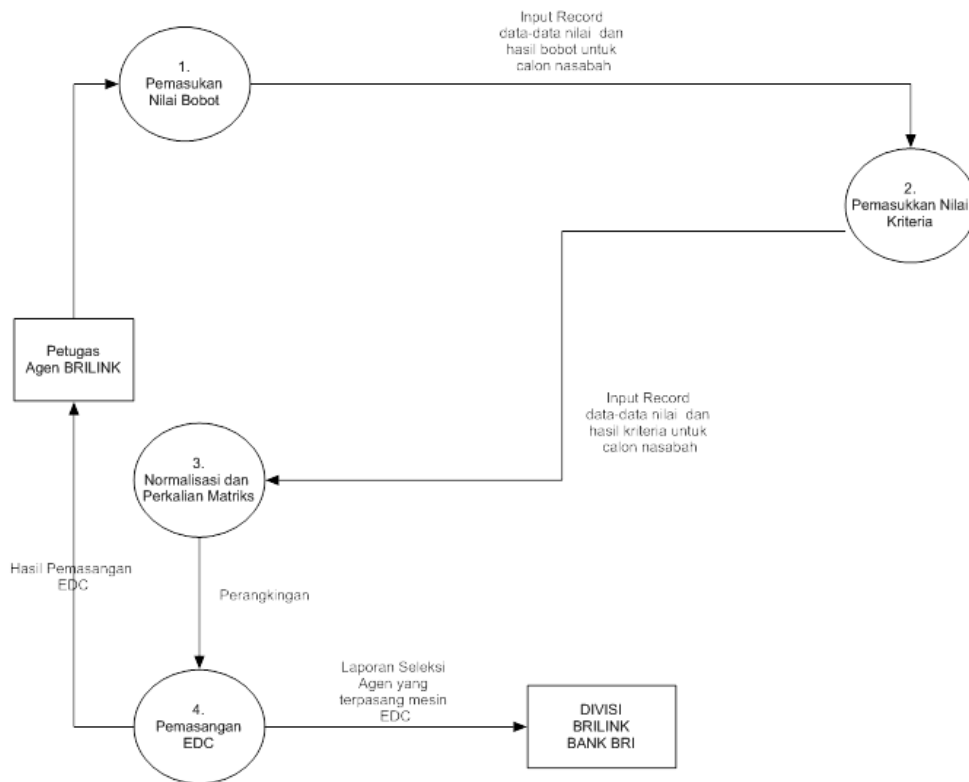 Input Record
data-data nilai dan
hasil bobot untuk
calon nasabah
1.
Pemasukan
Nilai Bobot
2.
Pemasukkan Nilai
Kriteria
Petugas
Agen BRILINK
Input Record
data-data nilai dan
hasil kriteria untuk
calon nasabah
3.
Normalisasi dan
Perkalian Matriks
Hasil Pemasangan
EDC
Perangkingan
4.
Pemasangan
EDC
Laporan Seleksi
Agen yang
terpasang mesin
EDC
DIVISI
BRILINK
BANK BRI